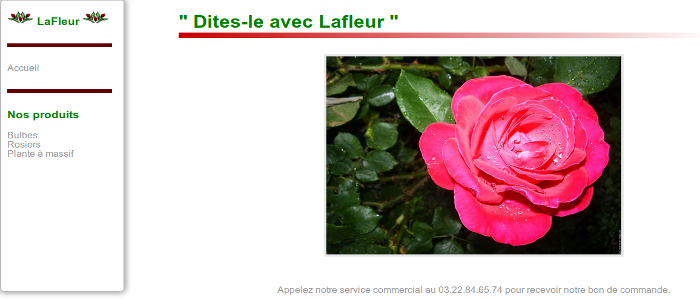 LaFleur
Accueil
Nos produits
Bulbes
Rosiers
Plante à massif
" Dites-le avec Lafleur "
Appelez notre service commercial au 03.22.84.65.74 pour recevoir notre bon de commande.